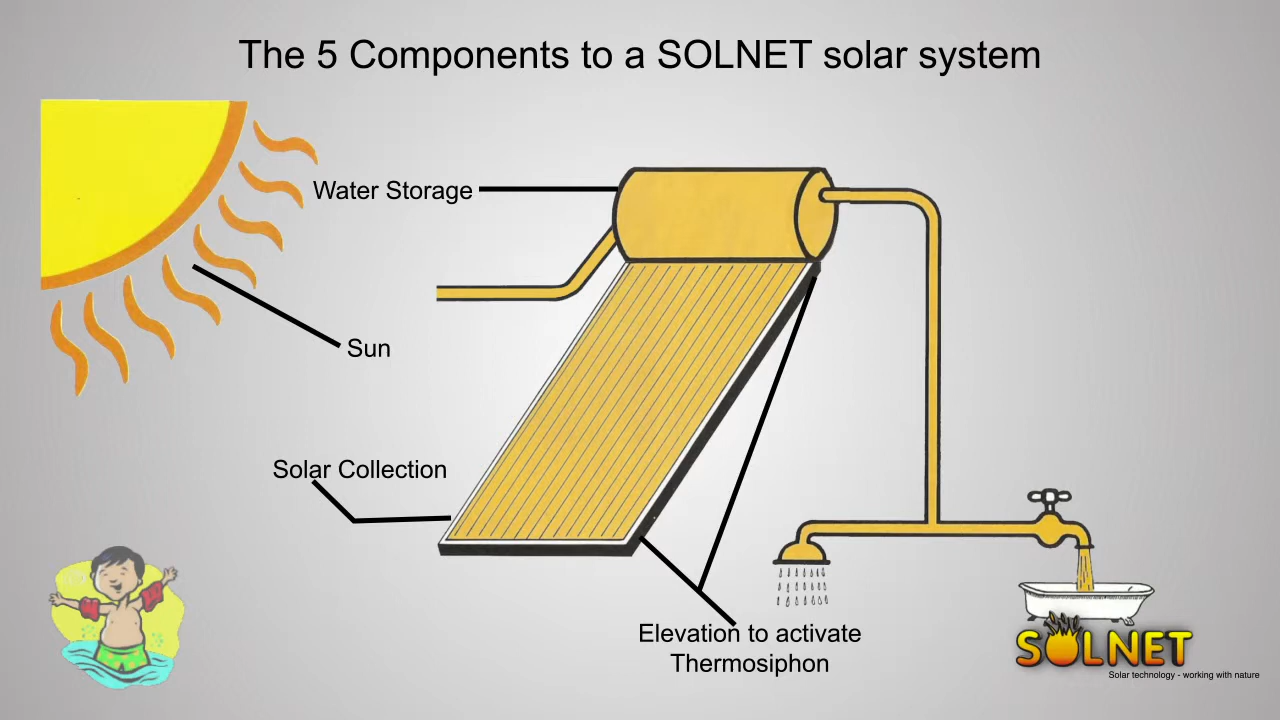 The 5 Components to a SOLNET solar system
Water Storage
Sun
Solar Collection
Elevation to activate
Thermosiphon
SOLNET
Solar technology - working with nature